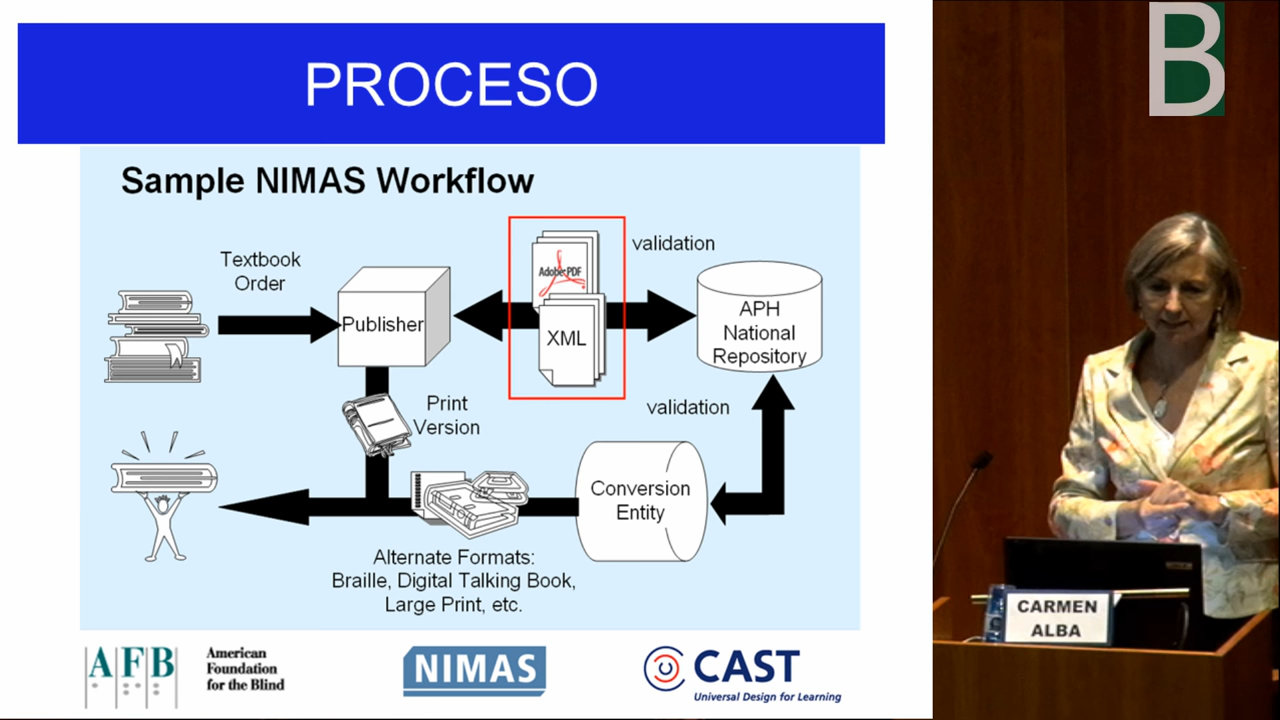 PROCESO
Sample NIMAS Workflow
Textbook
Order
Publisher
Adobe PDF
XML
validation
APH
National
Repository
Print
Version
validation
Conversion
Entity
Alternate Formats:
Braille, Digital Talking Book,
Large Print, etc.
AFB
American
Foundation
for the Blind
NIMAS
CAST
Universal Design for Learning
B
CARMEN
ALBA